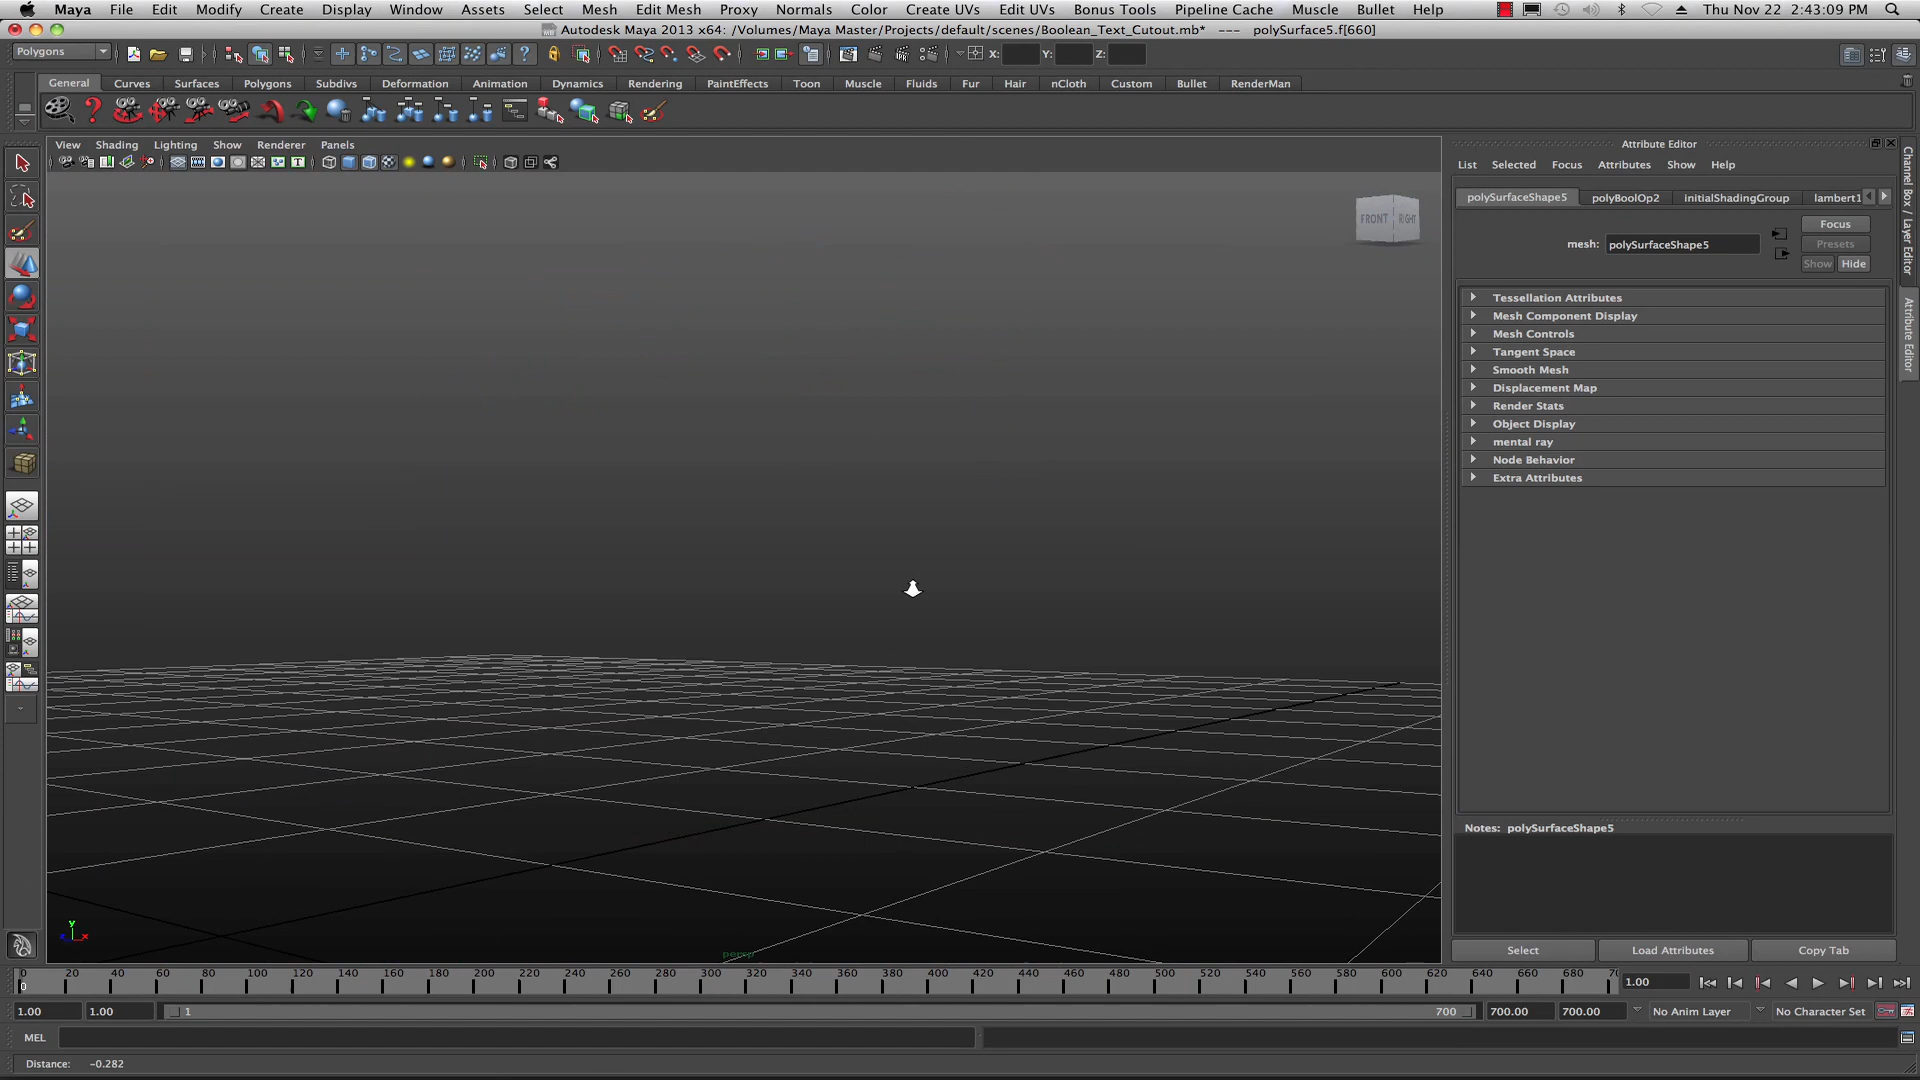 Maya File Edit Modify Create Display Window Assets Select Mesh Edit Mesh Proxy Normals Color Create UVs Edit UVs Bonus Tools Pipeline Cache Muscle Bullet Help Thu Nov 22 2:43:09 PM
Autodesk Maya 2013 x64: /Volumes/Maya Master/Projects/default/scenes/Boolean_Text_Cutout.mb* --- polySurface5.f[660]
Polygons X: Y: Z:
General Curves Surfaces Polygons Subdivs Deformation Animation Dynamics Rendering PaintEffects Toon Muscle Fluids Fur Hair nCloth Custom Bullet RenderMan
View Shading Lighting Show Renderer Panels
FRONT RIGHT
Attribute Editor
List Selected Focus Attributes Show Help
polySurfaceShape5 polyBoolOp2 initialShadingGroup lambert1
Focus
mesh: polySurfaceShape5 Presets
Show Hide
Tessellation Attributes
Mesh Component Display
Mesh Controls
Tangent Space
Smooth Mesh
Displacement Map
Render Stats
Object Display
mental ray
Node Behavior
Extra Attributes
Notes: polySurfaceShape5
Select Load Attributes Copy Tab
Channel Box / Layer Editor
Attribute Editor
y
x
persp
0 20 40 60 80 100 120 140 160 180 200 220 240 260 280 300 320 340 360 380 400 420 440 460 480 500 520 540 560 580 600 620 640 660 680
0 1.00
1.00 1.00 1 700 700.00 700.00 No Anim Layer No Character Set
MEL
Distance: -0.282